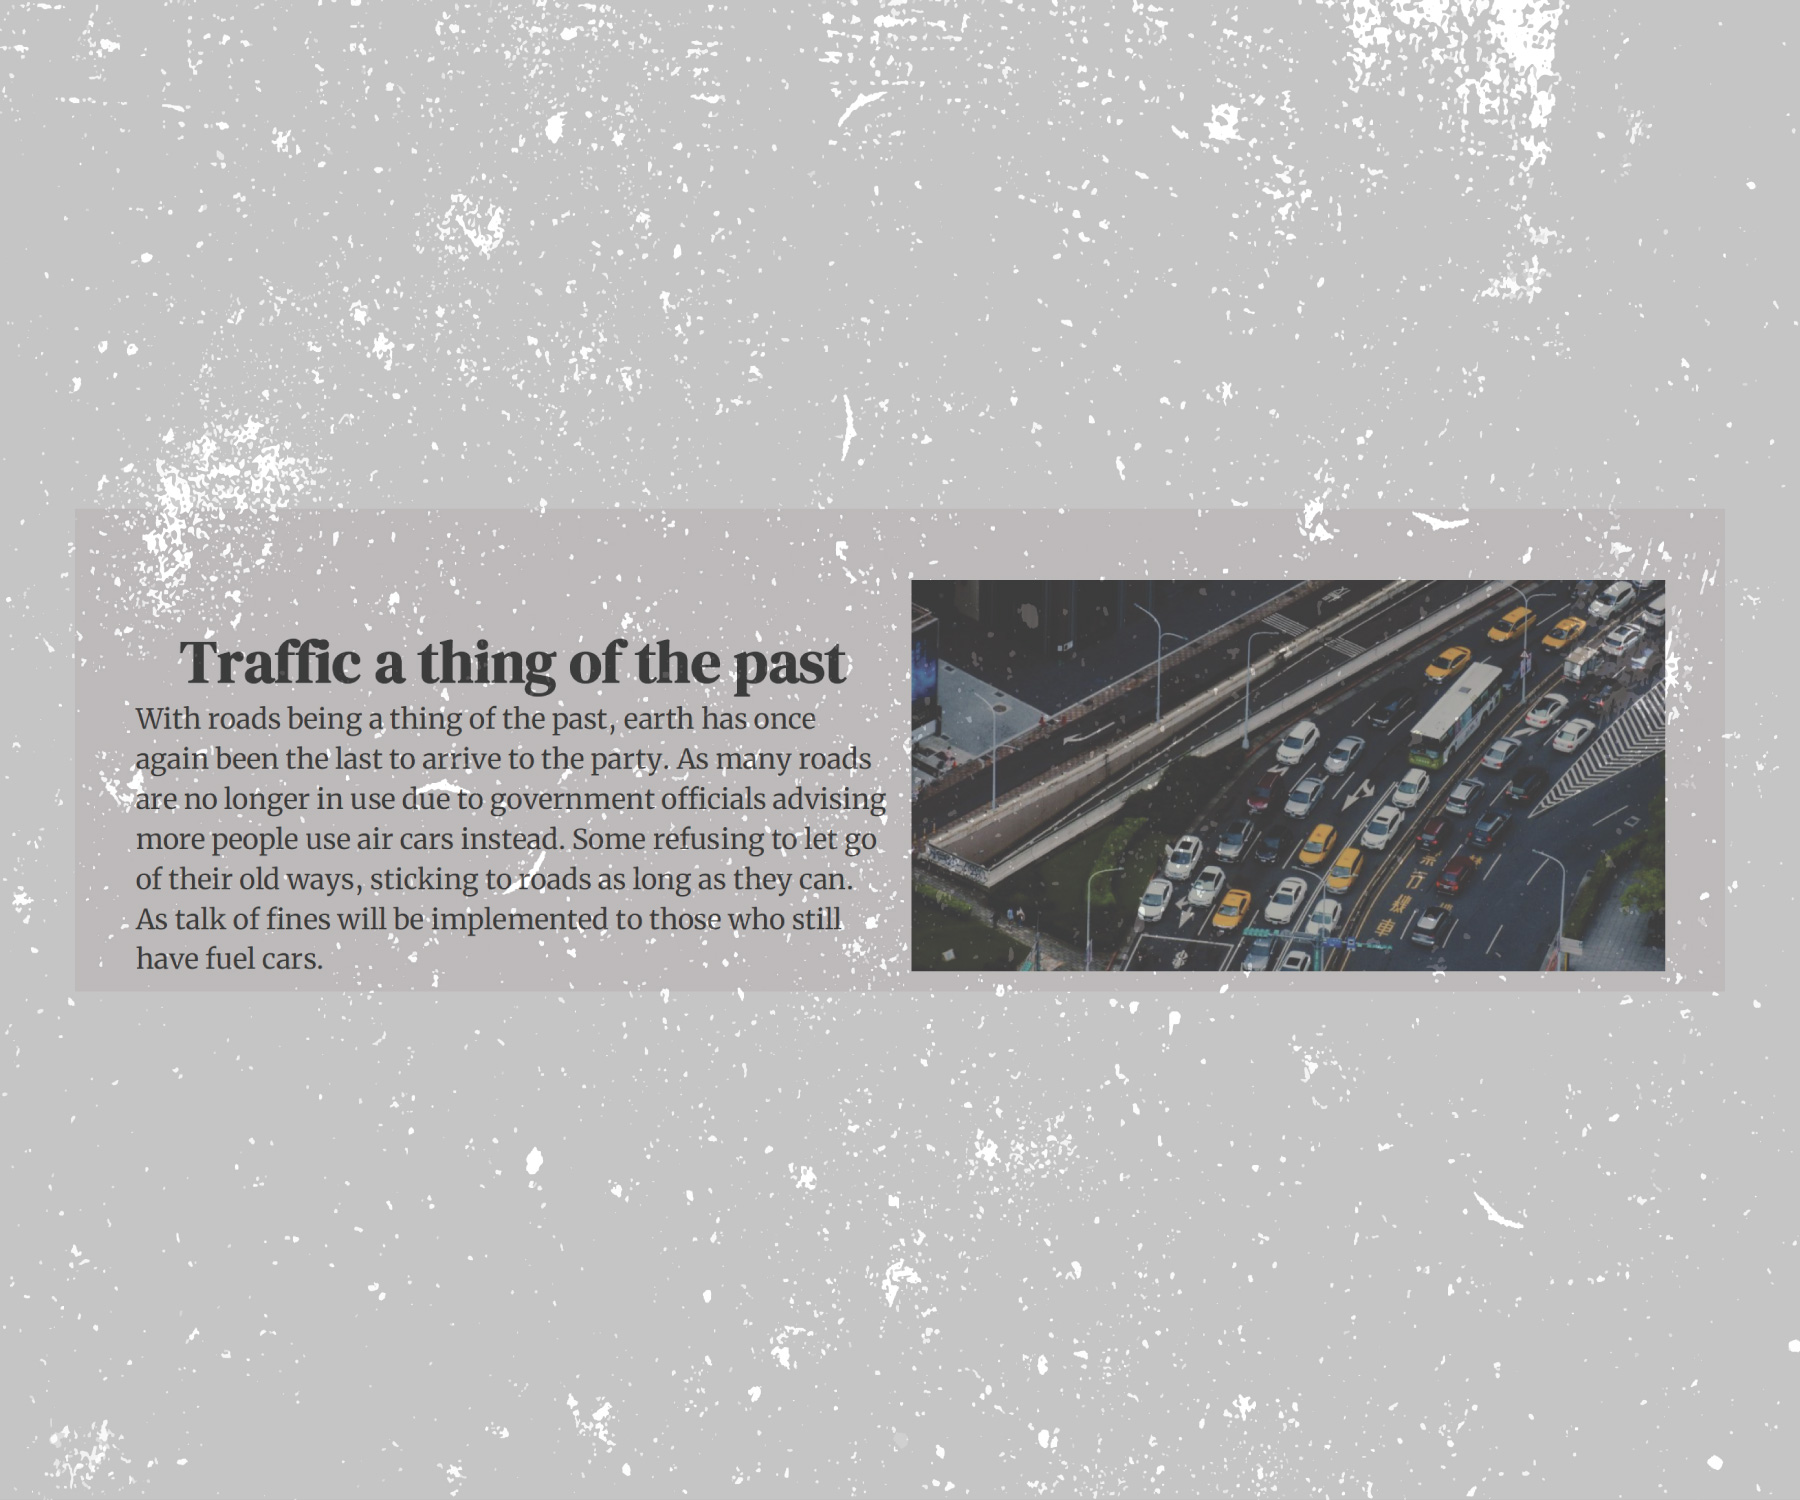 Traffic a thing of the past
With roads being a thing of the past, earth has once
again been the last to arrive to the party. As many roads
are no longer in use due to government officials advising
more people use air cars instead. Some refusing to let go
of their old ways, sticking to roads as long as they can.
As talk of fines will be implemented to those who still
have fuel cars.